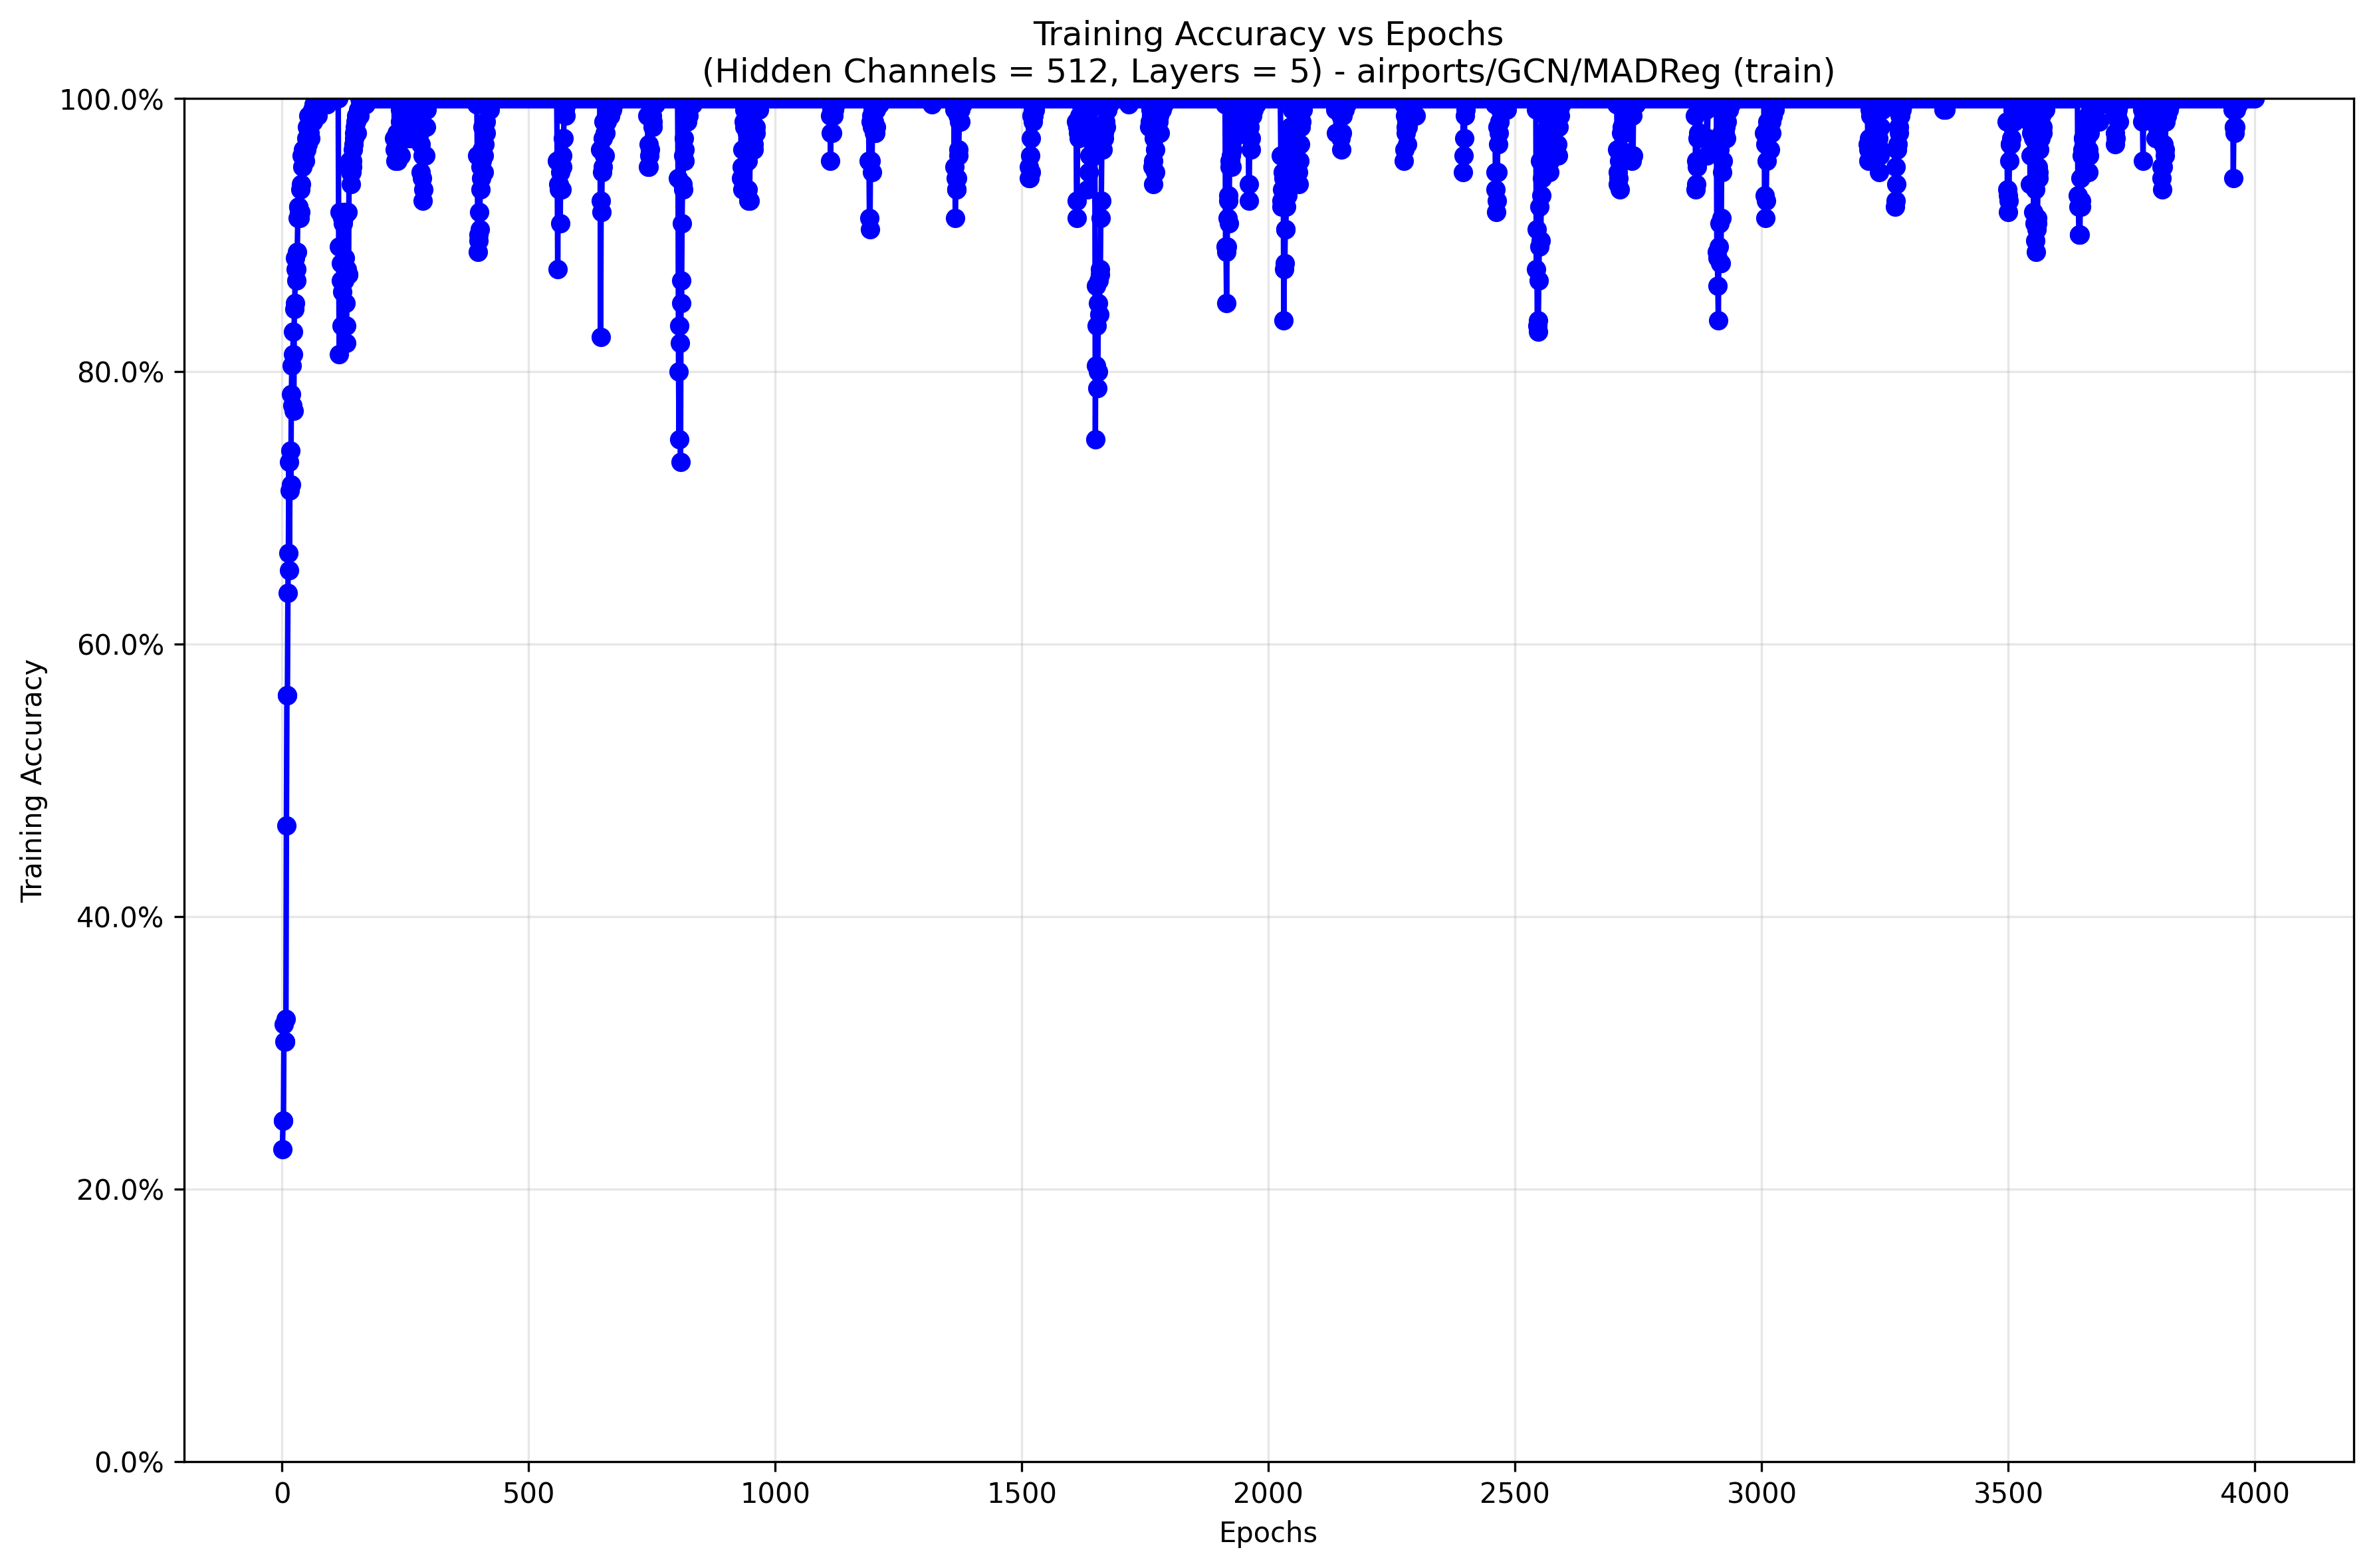 Training Accuracy vs Epochs
(Hidden Channels = 512, Layers = 5) - airports/GCN/MADReg (train)
100.0%
80.0%
60.0%
40.0%
20.0%
0.0%
Training Accuracy
0 500 1000 1500 2000 2500 3000 3500 4000
Epochs